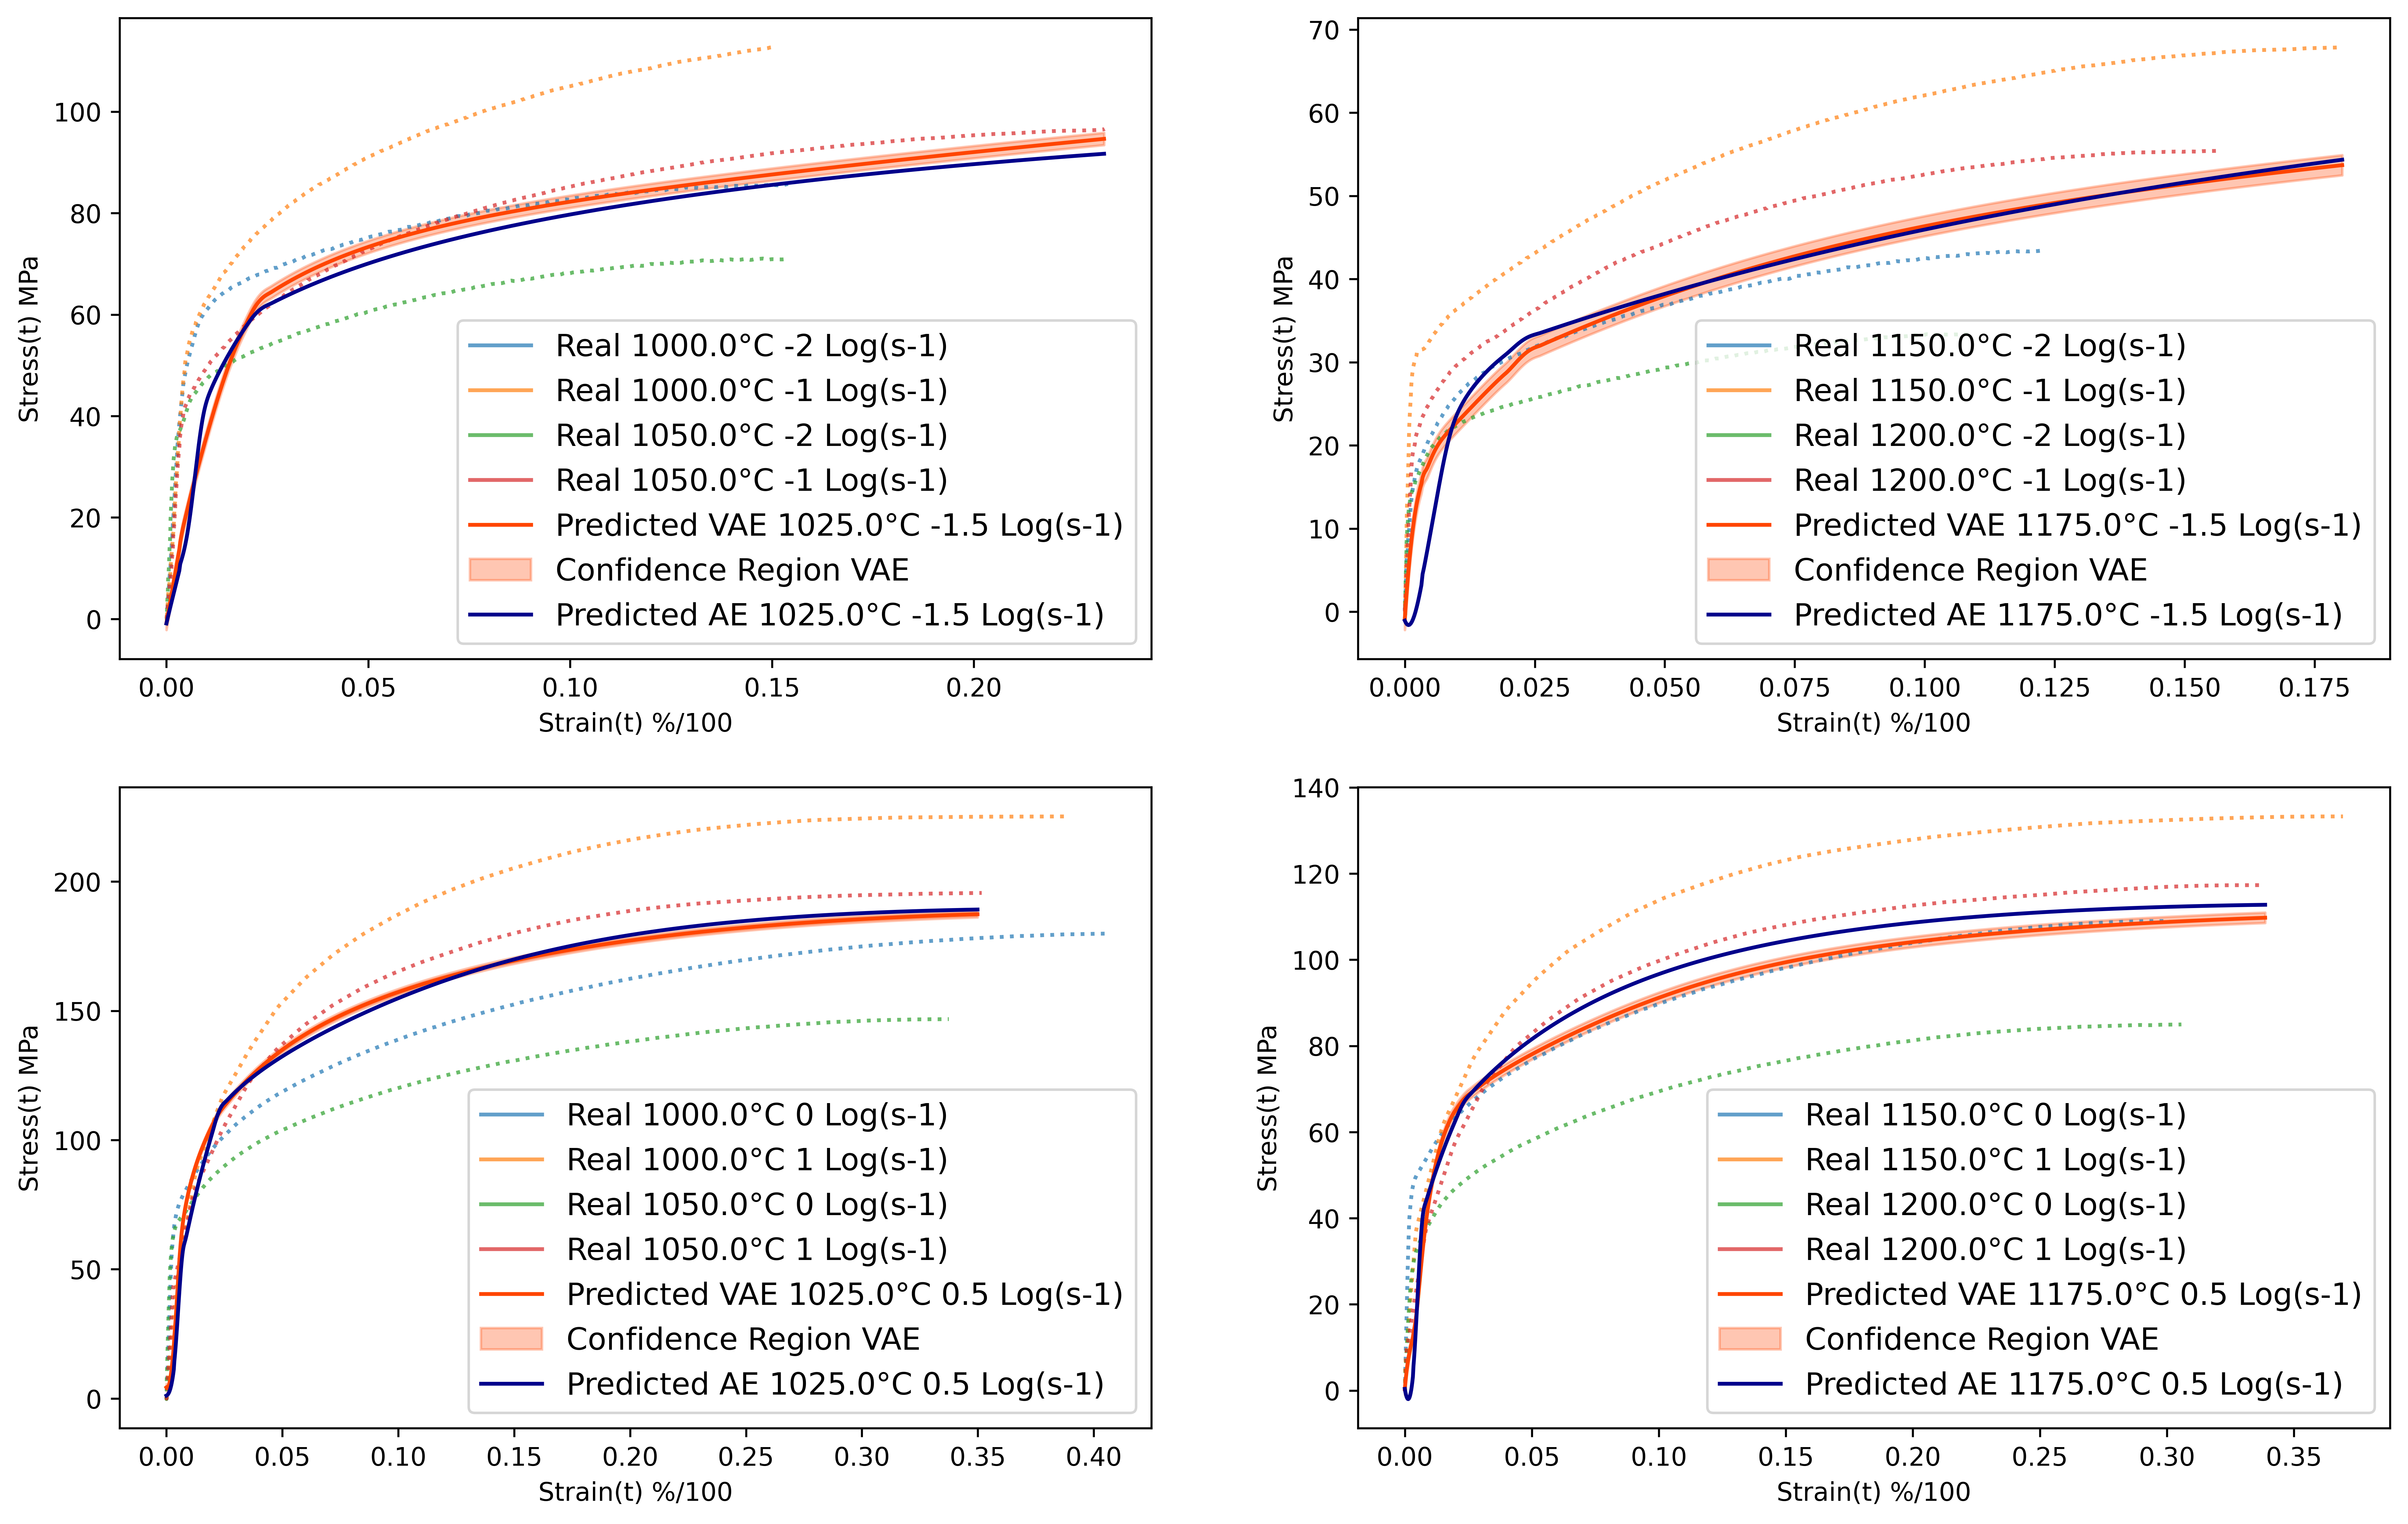 100
80
60
40
20
0
Stress(t) MPa
0.00 0.05 0.10 0.15 0.20
Strain(t) %/100
Real 1000.0°C -2 Log(s-1)
Real 1000.0°C -1 Log(s-1)
Real 1050.0°C -2 Log(s-1)
Real 1050.0°C -1 Log(s-1)
Predicted VAE 1025.0°C -1.5 Log(s-1)
Confidence Region VAE
Predicted AE 1025.0°C -1.5 Log(s-1)
70
60
50
40
30
20
10
0
Stress(t) MPa
0.000 0.025 0.050 0.075 0.100 0.125 0.150 0.175
Strain(t) %/100
Real 1150.0°C -2 Log(s-1)
Real 1150.0°C -1 Log(s-1)
Real 1200.0°C -2 Log(s-1)
Real 1200.0°C -1 Log(s-1)
Predicted VAE 1175.0°C -1.5 Log(s-1)
Confidence Region VAE
Predicted AE 1175.0°C -1.5 Log(s-1)
200
150
100
50
0
Stress(t) MPa
0.00 0.05 0.10 0.15 0.20 0.25 0.30 0.35 0.40
Strain(t) %/100
Real 1000.0°C 0 Log(s-1)
Real 1000.0°C 1 Log(s-1)
Real 1050.0°C 0 Log(s-1)
Real 1050.0°C 1 Log(s-1)
Predicted VAE 1025.0°C 0.5 Log(s-1)
Confidence Region VAE
Predicted AE 1025.0°C 0.5 Log(s-1)
140
120
100
80
60
40
20
0
Stress(t) MPa
0.00 0.05 0.10 0.15 0.20 0.25 0.30 0.35
Strain(t) %/100
Real 1150.0°C 0 Log(s-1)
Real 1150.0°C 1 Log(s-1)
Real 1200.0°C 0 Log(s-1)
Real 1200.0°C 1 Log(s-1)
Predicted VAE 1175.0°C 0.5 Log(s-1)
Confidence Region VAE
Predicted AE 1175.0°C 0.5 Log(s-1)